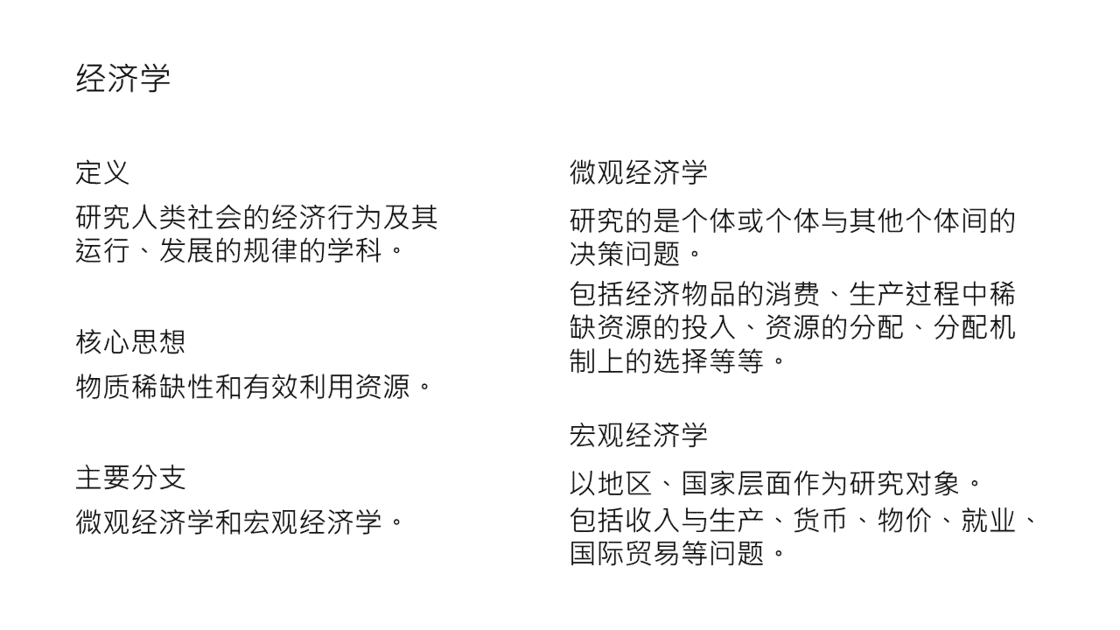 经济学
定义
研究人类社会的经济行为及其
运行、发展的规律的学科。
核心思想
物质稀缺性和有效利用资源。
主要分支
微观经济学和宏观经济学。
微观经济学
研究的是个体或个体与其他个体间的
决策问题。
包括经济物品的消费、生产过程中稀
缺资源的投入、资源的分配、分配机
制上的选择等等。
宏观经济学
以地区、国家层面作为研究对象。
包括收入与生产、货币、物价、就业、
国际贸易等问题。